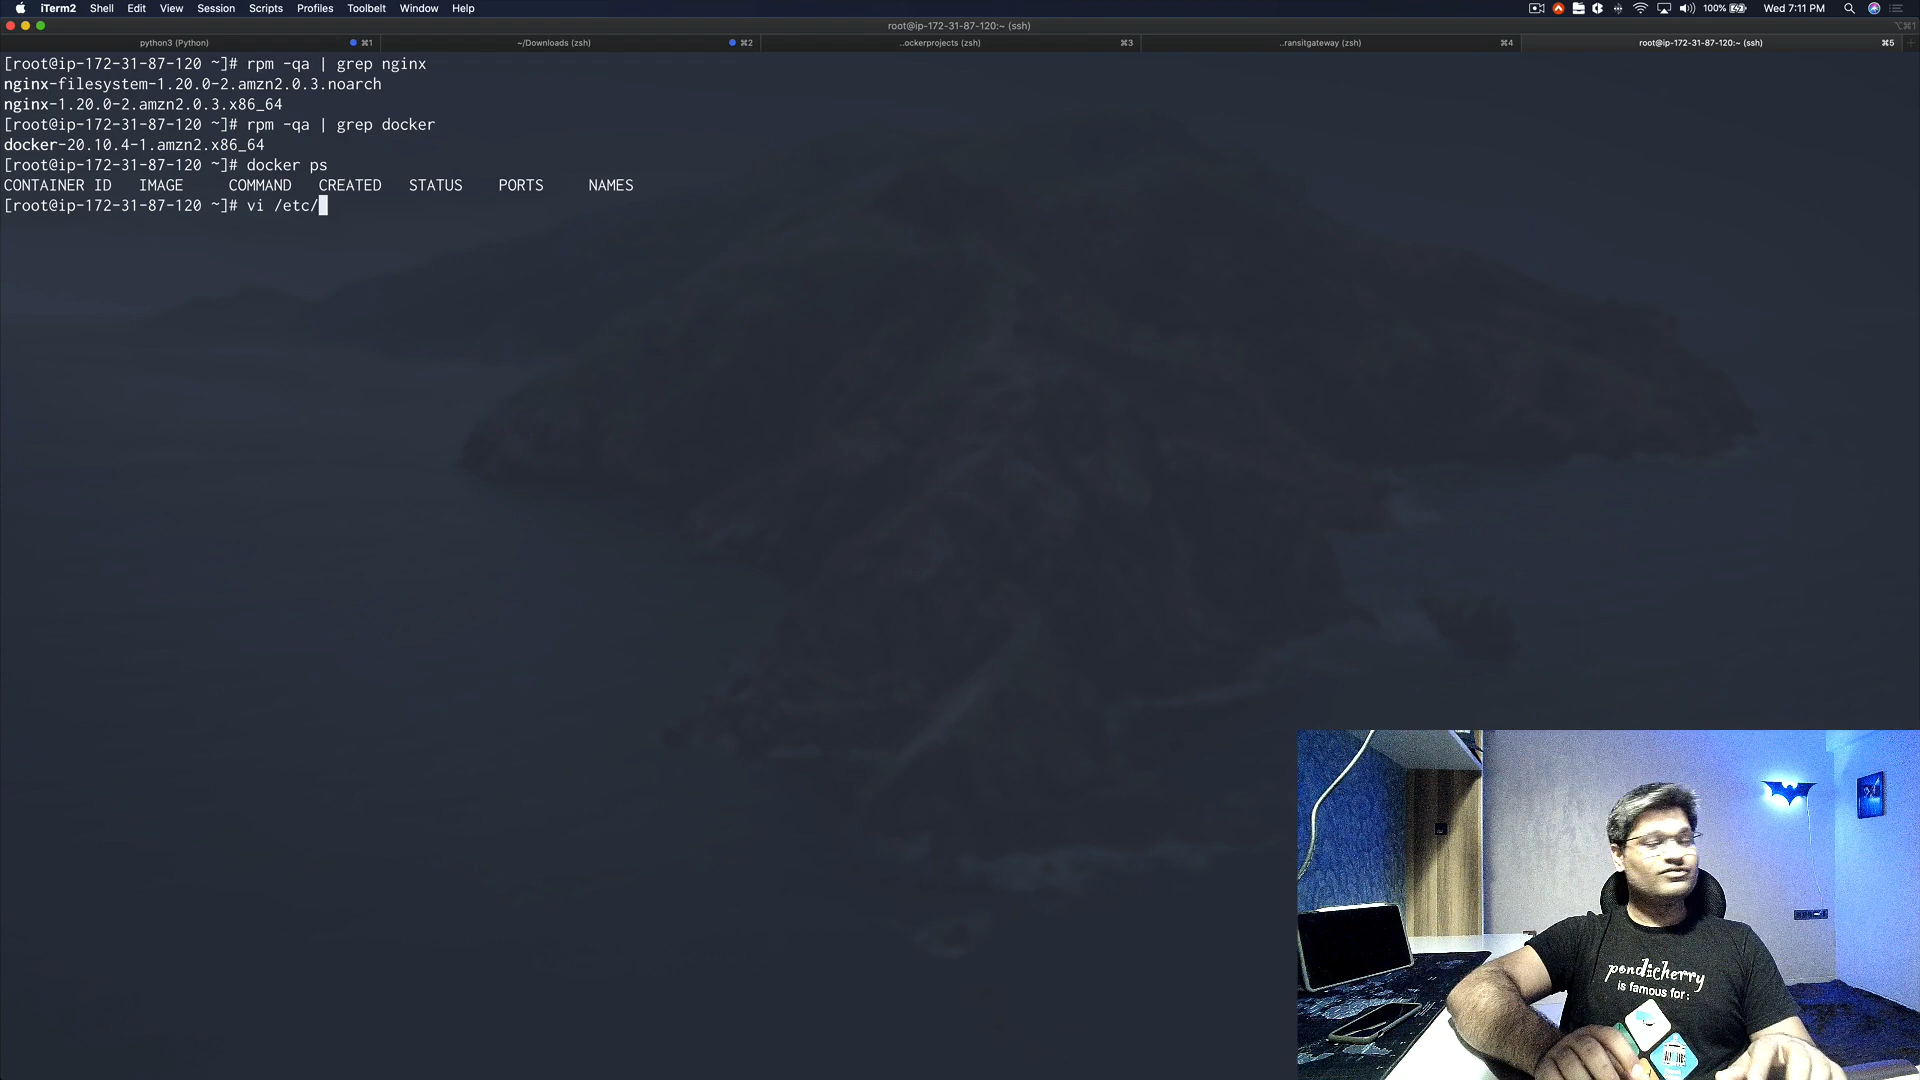 iTerm2 Shell Edit View Session Scripts Profiles Toolbelt Window Help 100% Wed 7:11 PM
root@ip-172-31-87-120:~ (ssh) ⌥⌘1
python3 (Python) ⌘1 ~/Downloads (zsh) ⌘2 ..ockerprojects (zsh) ⌘3 ..ransitgateway (zsh) ⌘4 root@ip-172-31-87-120:~ (ssh) ⌘5
[root@ip-172-31-87-120 ~]# rpm -qa | grep nginx
nginx-filesystem-1.20.0-2.amzn2.0.3.noarch
nginx-1.20.0-2.amzn2.0.3.x86_64
[root@ip-172-31-87-120 ~]# rpm -qa | grep docker
docker-20.10.4-1.amzn2.x86_64
[root@ip-172-31-87-120 ~]# docker ps
CONTAINER ID IMAGE COMMAND CREATED STATUS PORTS NAMES
[root@ip-172-31-87-120 ~]# vi /etc/
pondicherry
is famous for: